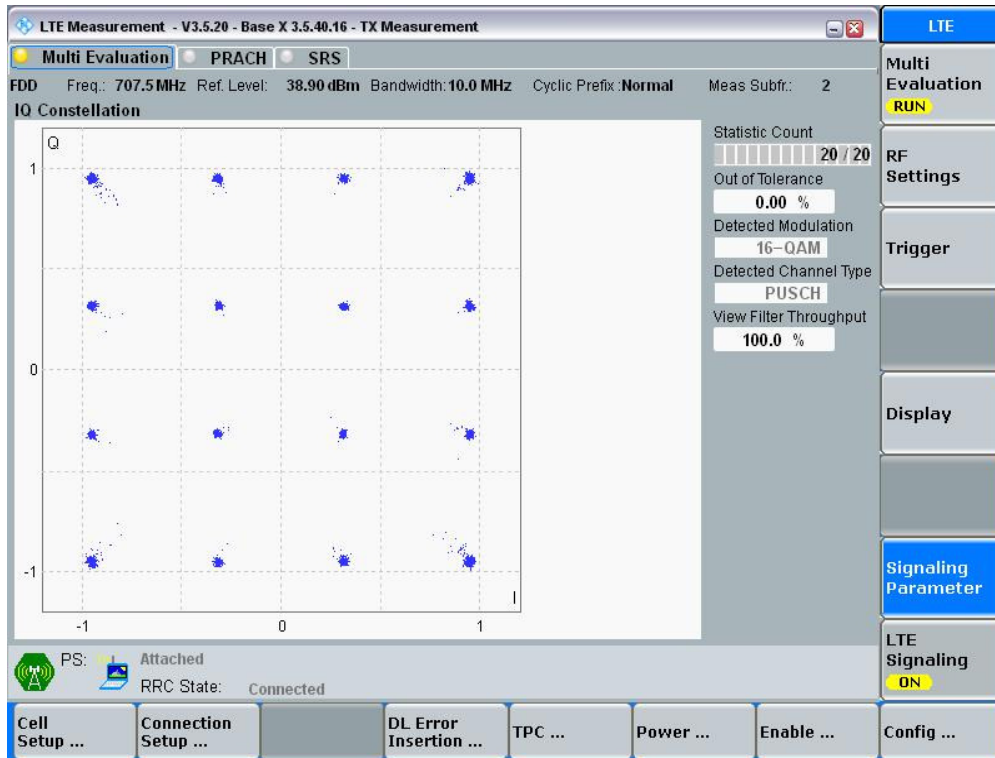 LTE Measurement - V3.5.20 - Base X 3.5.40.16 - TX Measurement
LTE
Multi Evaluation PRACH SRS
FDD Freq.: 707.5 MHz Ref. Level: 38.90 dBm Bandwidth: 10.0 MHz Cyclic Prefix : Normal Meas Subfr.: 2
IQ Constellation
Q
1
0
-1
-1 0 1
I
Statistic Count
20 / 20
Out of Tolerance
0.00 %
Detected Modulation
16-QAM
Detected Channel Type
PUSCH
View Filter Throughput
100.0 %
Multi
Evaluation
RUN
RF
Settings
Trigger
Display
Signaling
Parameter
LTE
Signaling
ON
PS: Attached
RRC State: Connected
Cell
Setup ...
Connection
Setup ...
DL Error
Insertion ...
TPC ...
Power ...
Enable ...
Config ...